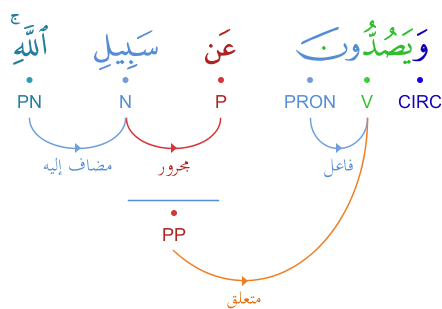 وَيَصُدُّونَ عَن سَبِيلِ ٱللَّهِ ۚ
CIRC V PRON P N PN
فاعل مجرور مضاف إليه
PP
متعلق